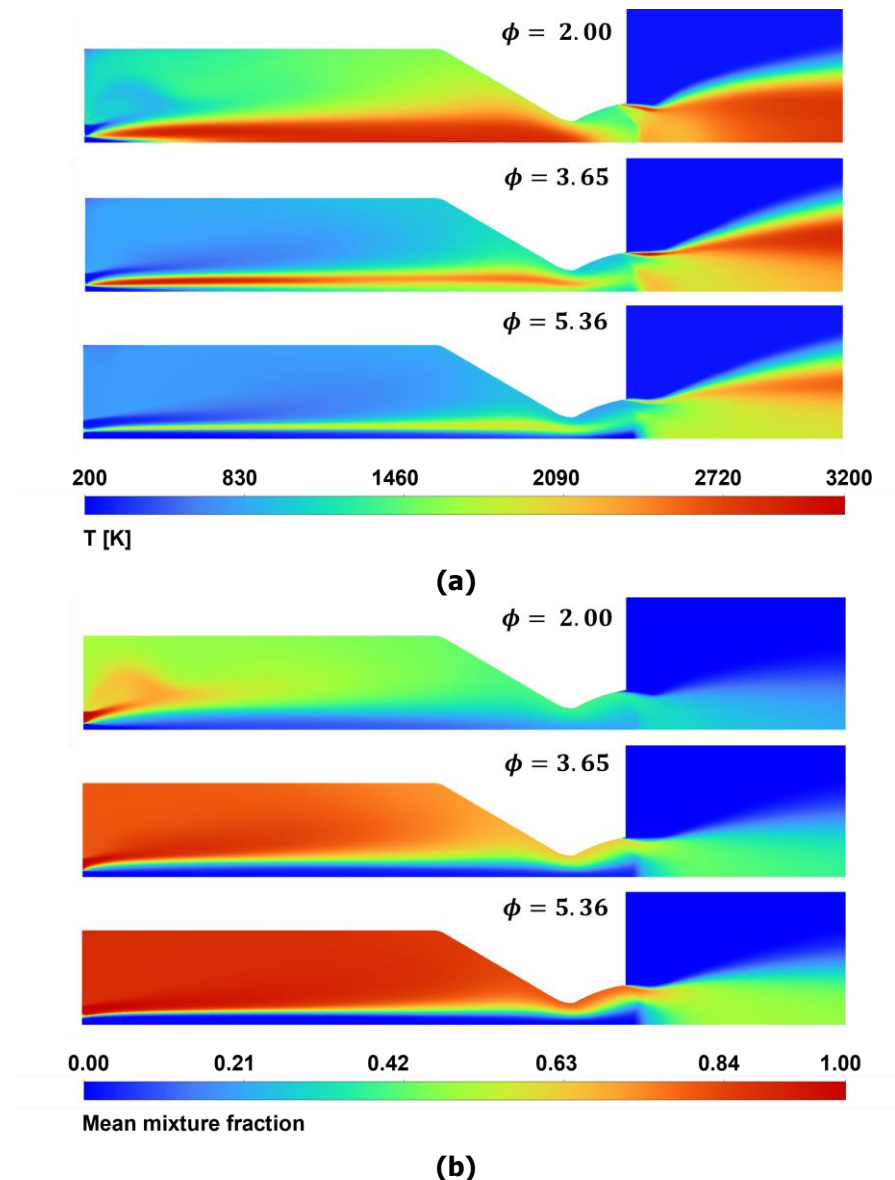 ϕ = 2.00
ϕ = 3.65
ϕ = 5.36
200 830 1460 2090 2720 3200
T [K]
(a)
ϕ = 2.00
ϕ = 3.65
ϕ = 5.36
0.00 0.21 0.42 0.63 0.84 1.00
Mean mixture fraction
(b)